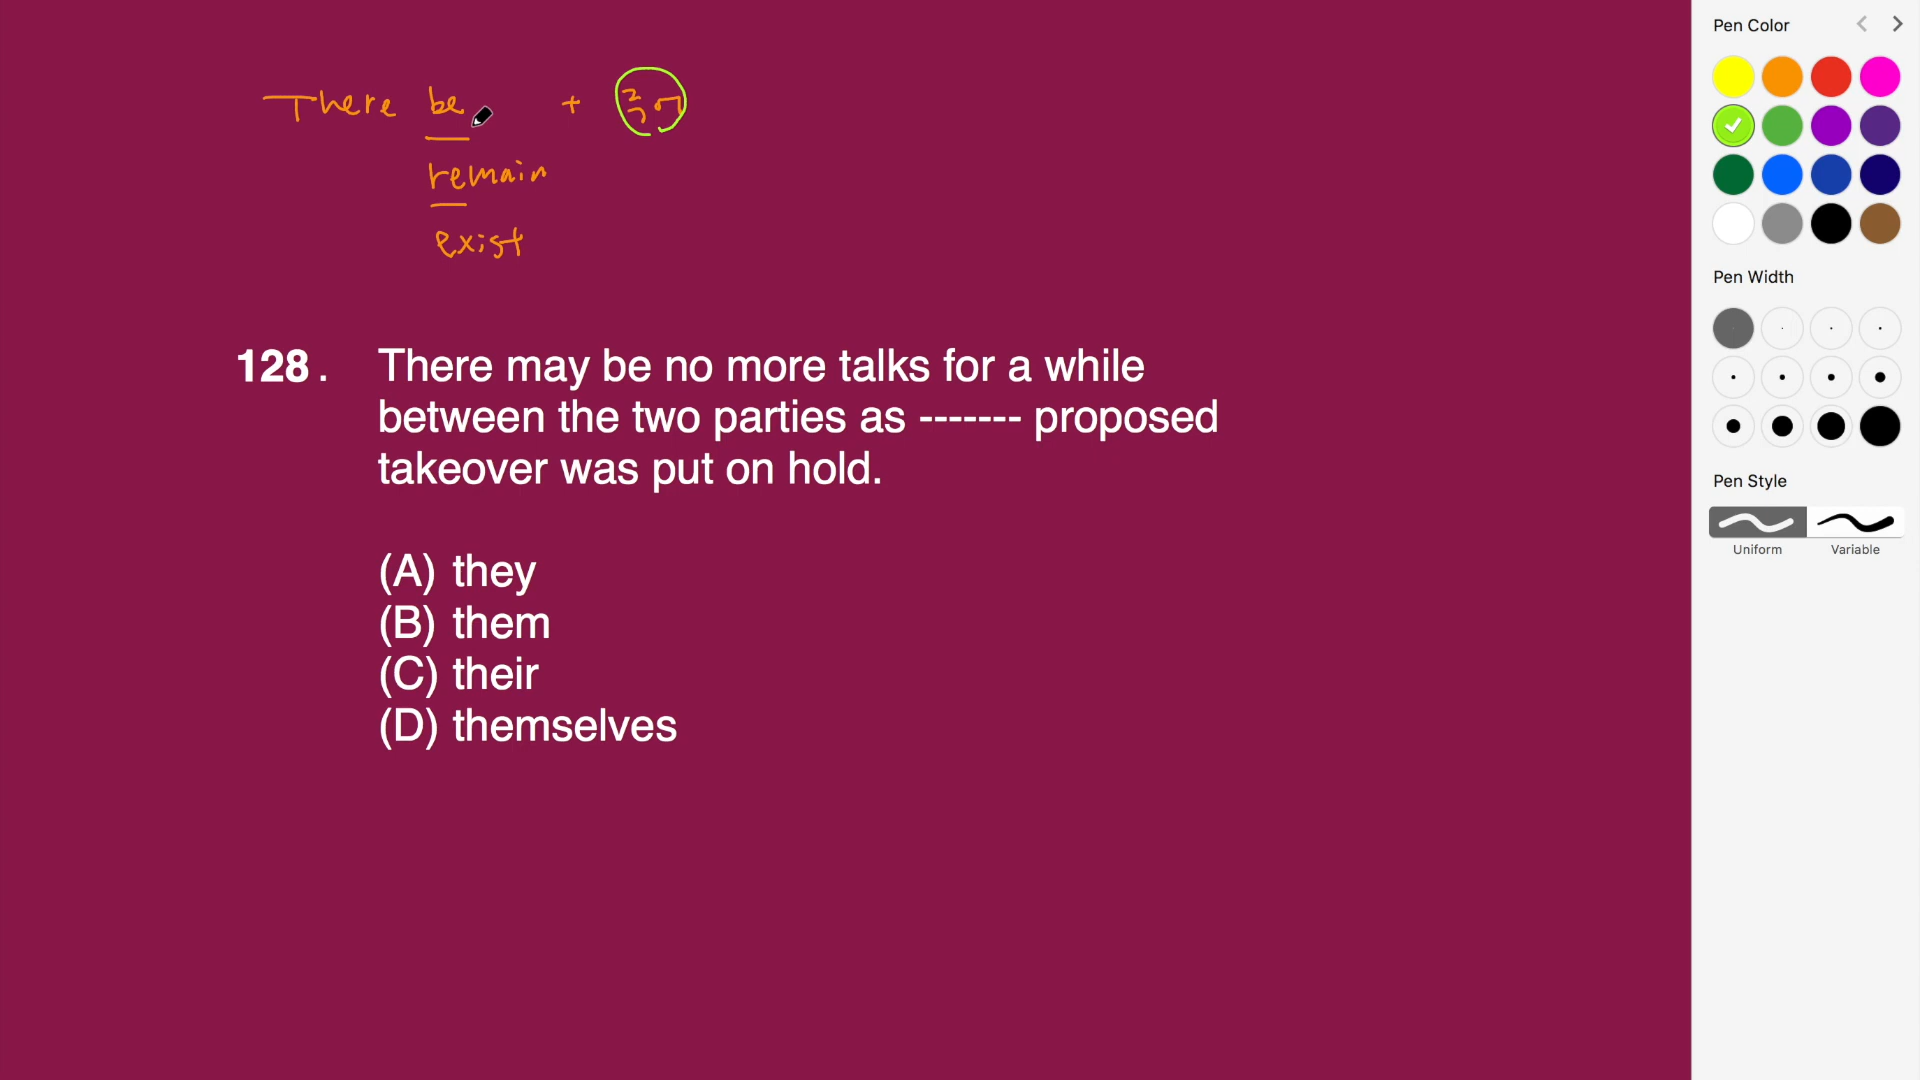 There be + 주어
remain
exist
128. There may be no more talks for a while
between the two parties as ------- proposed
takeover was put on hold.
(A) they
(B) them
(C) their
(D) themselves
Pen Color
Pen Width
Pen Style
Uniform Variable